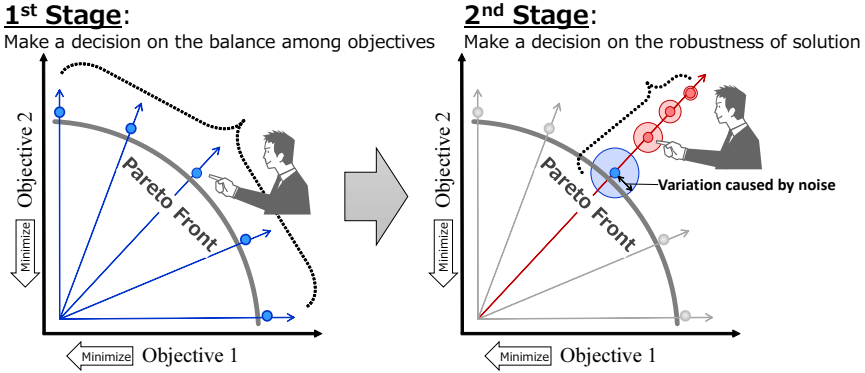 1st Stage:
Make a decision on the balance among objectives
Objective 2
Minimize
Pareto Front
Minimize
Objective 1
2nd Stage:
Make a decision on the robustness of solution
Objective 2
Minimize
Pareto Front
Variation caused by noise
Minimize
Objective 1